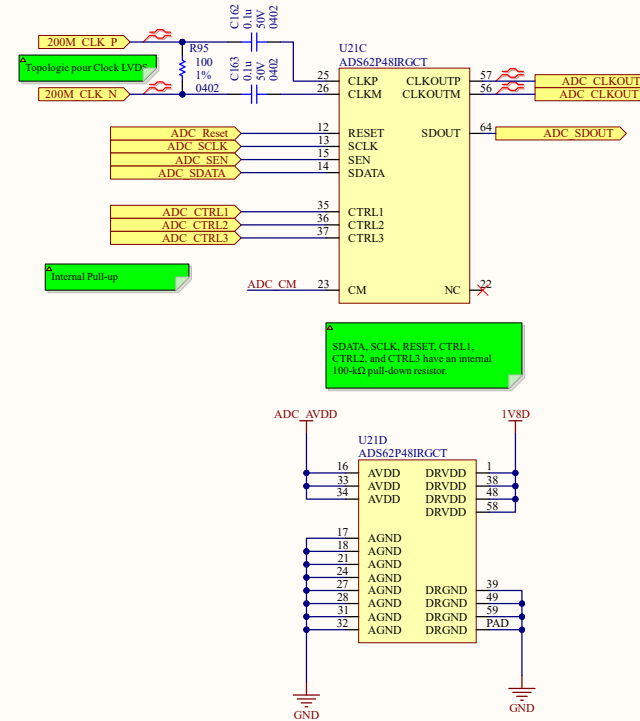 C162
0.1u
50V
0402
200M_CLK_P
R95
100
1%
0402
Topologie pour Clock LVDS
C163
0.1u
50V
0402
200M_CLK_N
U21C
ADS62P48IRGCT
25 CLKP CLKOUTP 57 ADC_CLKOUT
26 CLKM CLKOUTM 56 ADC_CLKOUT
ADC_Reset 12 RESET SDOUT 64 ADC_SDOUT
ADC_SCLK 13 SCLK
ADC_SEN 15 SEN
ADC_SDATA 14 SDATA
ADC_CTRL1 35 CTRL1
ADC_CTRL2 36 CTRL2
ADC_CTRL3 37 CTRL3
Internal Pull-up
ADC_CM 23 CM NC 22
SDATA, SCLK, RESET, CTRL1,
CTRL2, and CTRL3 have an internal
100-kΩ pull-down resistor.
ADC_AVDD 1V8D
U21D
ADS62P48IRGCT
16 AVDD DRVDD 1
33 AVDD DRVDD 38
34 AVDD DRVDD 48
DRVDD 58
17 AGND
18 AGND
21 AGND
24 AGND
27 AGND DRGND 39
28 AGND DRGND 49
31 AGND DRGND 59
32 AGND DRGND PAD
GND GND